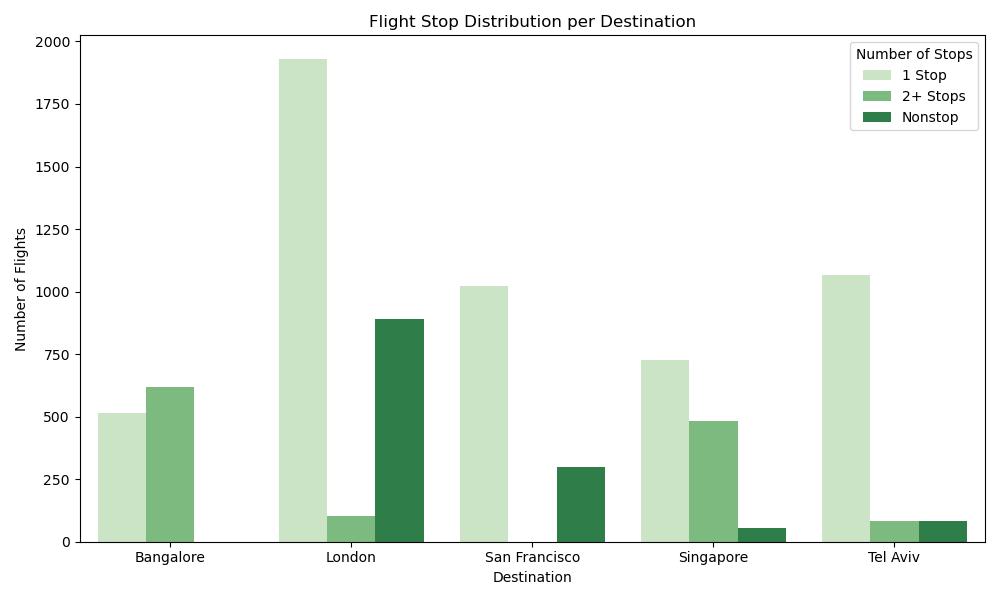 Flight Stop Distribution per Destination
Number of Stops
1 Stop
2+ Stops
Nonstop
Number of Flights
2000
1750
1500
1250
1000
750
500
250
0
Bangalore
London
San Francisco
Singapore
Tel Aviv
Destination